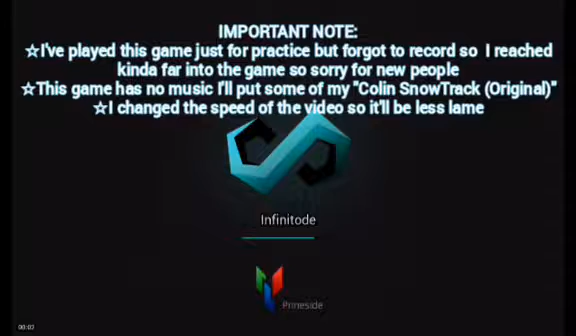 IMPORTANT NOTE:
☆I've played this game just for practice but forgot to record so I reached
kinda far into the game so sorry for new people
☆This game has no music I'll put some of my "Colin SnowTrack (Original)"
☆I changed the speed of the video so it'll be less lame
Infinitode
Prineside